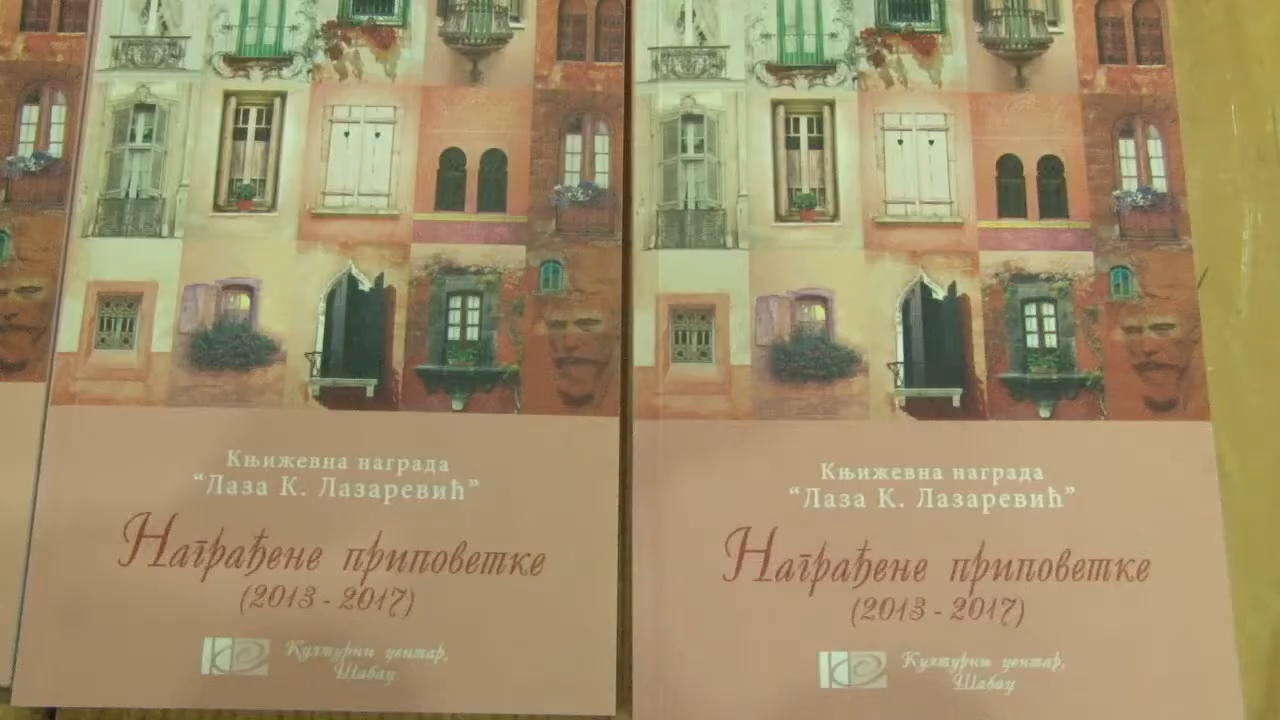 Књижевна награда
“Лаза К. Лазаревић”
Награђене приповетке
(2013 - 2017)
Културни центар,
Шабац
Књижевна награда
“Лаза К. Лазаревић”
Награђене приповетке
(2013 - 2017)
Културни центар,
Шабац